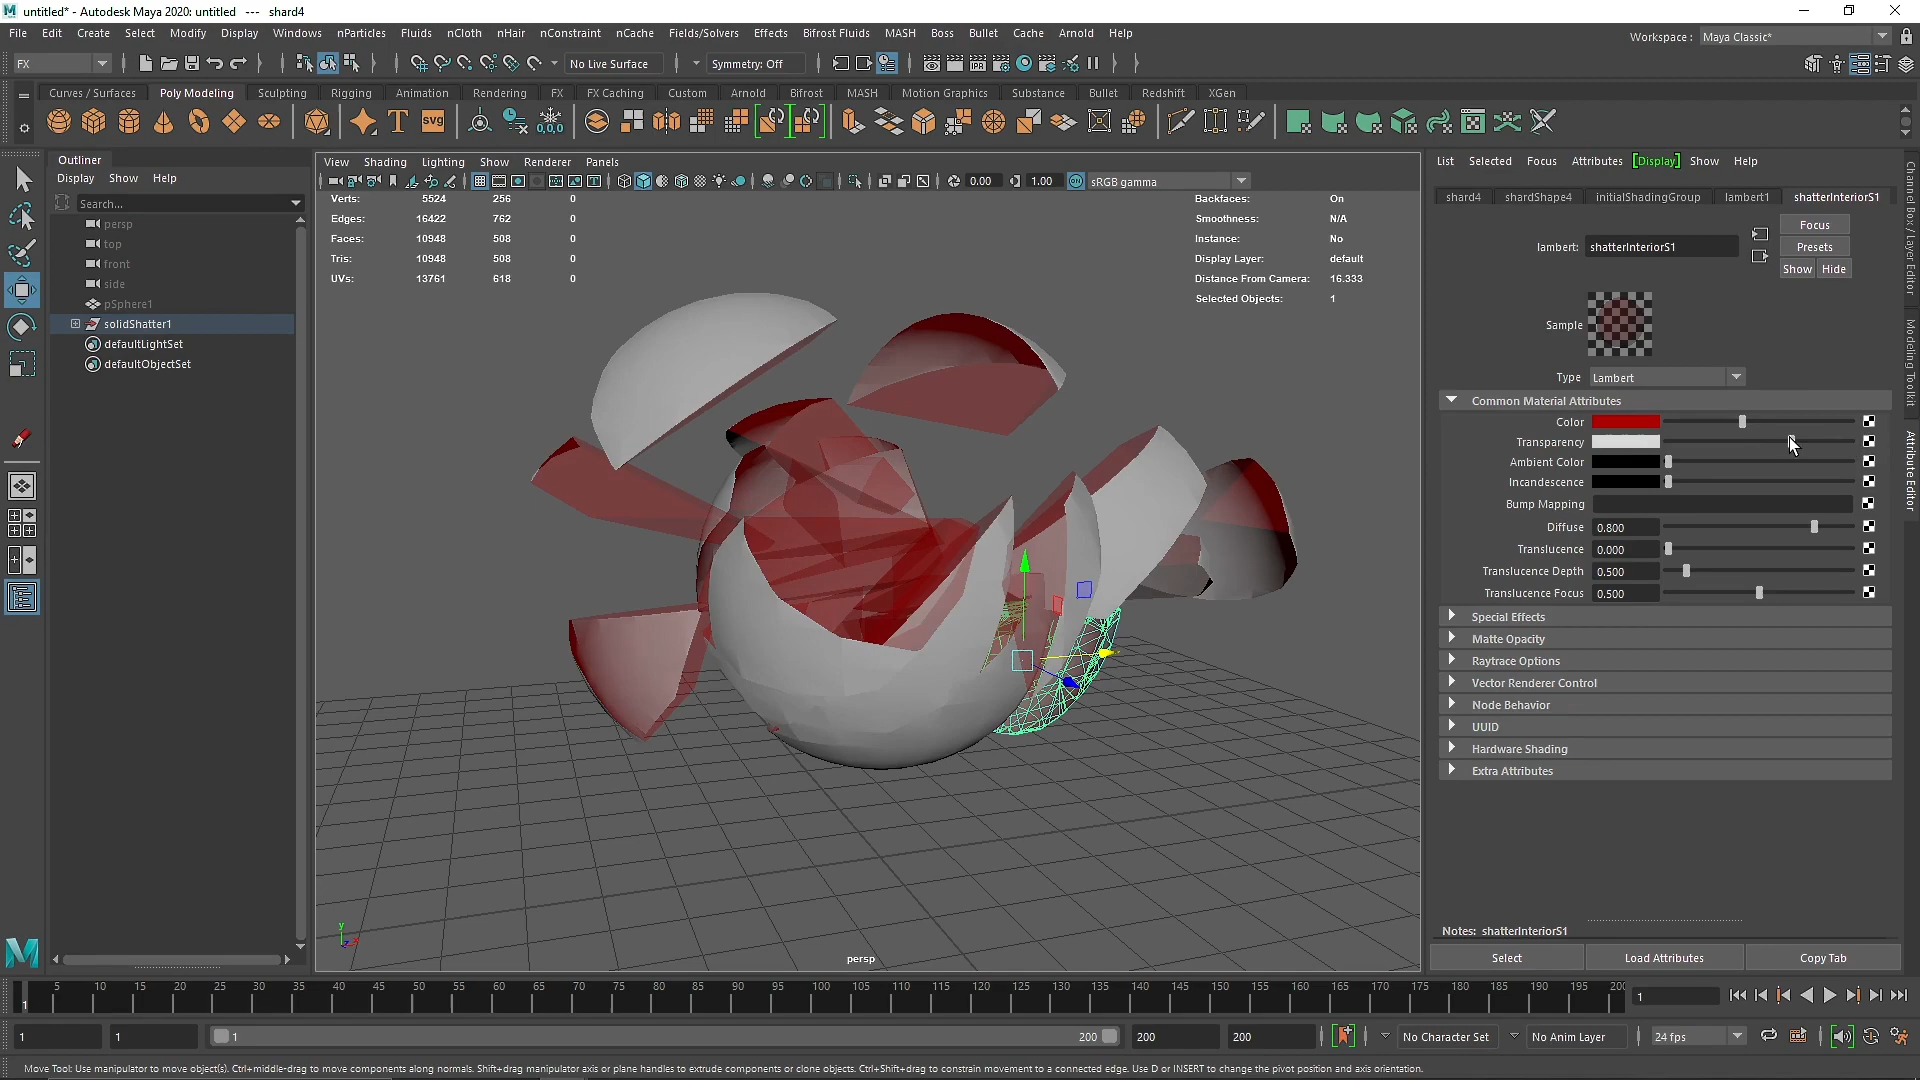 untitled* - Autodesk Maya 2020: untitled --- shard4
File Edit Create Select Modify Display Windows nParticles Fluids nCloth nHair nConstraint nCache Fields/Solvers Effects Bifrost Fluids MASH Boss Bullet Cache Arnold Help
Workspace : Maya Classic*
FX No Live Surface Symmetry: Off
Curves / Surfaces Poly Modeling Sculpting Rigging Animation Rendering FX FX Caching Custom Arnold Bifrost MASH Motion Graphics Substance Bullet Redshift XGen
Outliner
Display Show Help
Search...
persp
top
front
side
pSphere1
solidShatter1
defaultLightSet
defaultObjectSet
View Shading Lighting Show Renderer Panels
0.00 1.00 sRGB gamma
Verts: 5524 256 0
Edges: 16422 762 0
Faces: 10948 508 0
Tris: 10948 508 0
UVs: 13761 618 0
Backfaces: On
Smoothness: N/A
Instance: No
Display Layer: default
Distance From Camera: 16.333
Selected Objects: 1
persp
List Selected Focus Attributes [Display] Show Help
shard4 shardShape4 initialShadingGroup lambert1 shatterInteriorS1
lambert: shatterInteriorS1
Focus
Presets
Show Hide
Sample
Type Lambert
Common Material Attributes
Color
Transparency
Ambient Color
Incandescence
Bump Mapping
Diffuse 0.800
Translucence 0.000
Translucence Depth 0.500
Translucence Focus 0.500
Special Effects
Matte Opacity
Raytrace Options
Vector Renderer Control
Node Behavior
UUID
Hardware Shading
Extra Attributes
Notes: shatterInteriorS1
Select Load Attributes Copy Tab
Channel Box / Layer Editor
Modeling Toolkit
Attribute Editor
5 10 15 20 25 30 35 40 45 50 55 60 65 70 75 80 85 90 95 100 105 110 115 120 125 130 135 140 145 150 155 160 165 170 175 180 185 190 195
1 1
1 1 1 200 200 200 No Character Set No Anim Layer 24 fps
Move Tool: Use manipulator to move object(s). Ctrl+middle-drag to move components along normals. Shift+drag manipulator axis or plane handles to extrude components or clone objects. Ctrl+Shift+drag to constrain movement to a connected edge. Use D or INSERT to change the pivot position and axis orientation.